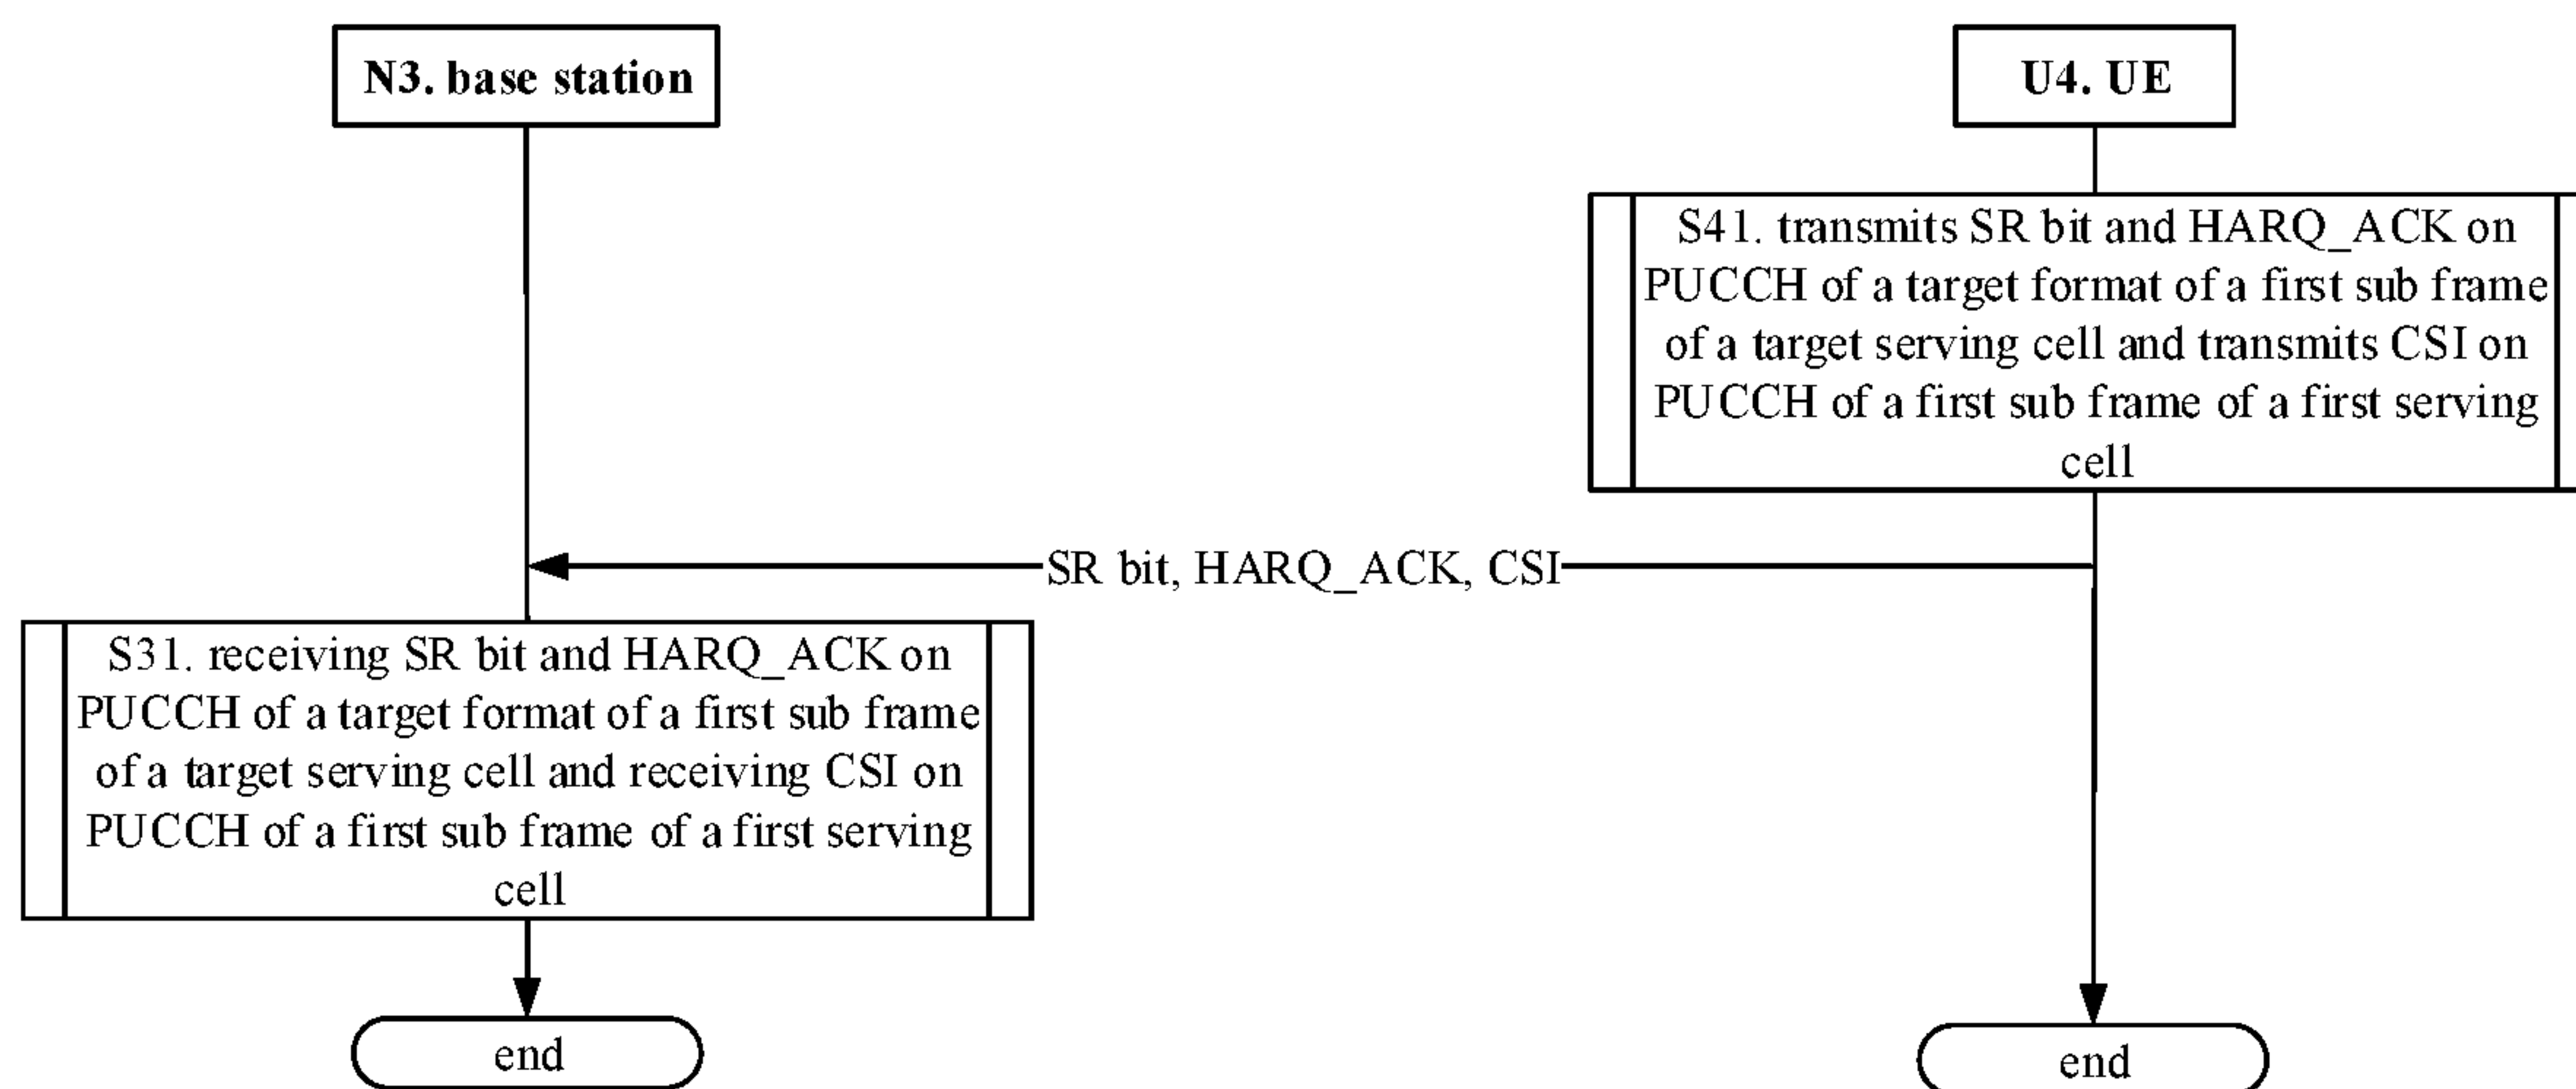 N3. base station
U4. UE
S41. transmits SR bit and HARQ_ACK on
PUCCH of a target format of a first sub frame
of a target serving cell and transmits CSI on
PUCCH of a first sub frame of a first serving
cell
SR bit, HARQ_ACK, CSI
S31. receiving SR bit and HARQ_ACK on
PUCCH of a target format of a first sub frame
of a target serving cell and receiving CSI on
PUCCH of a first sub frame of a first serving
cell
end
end